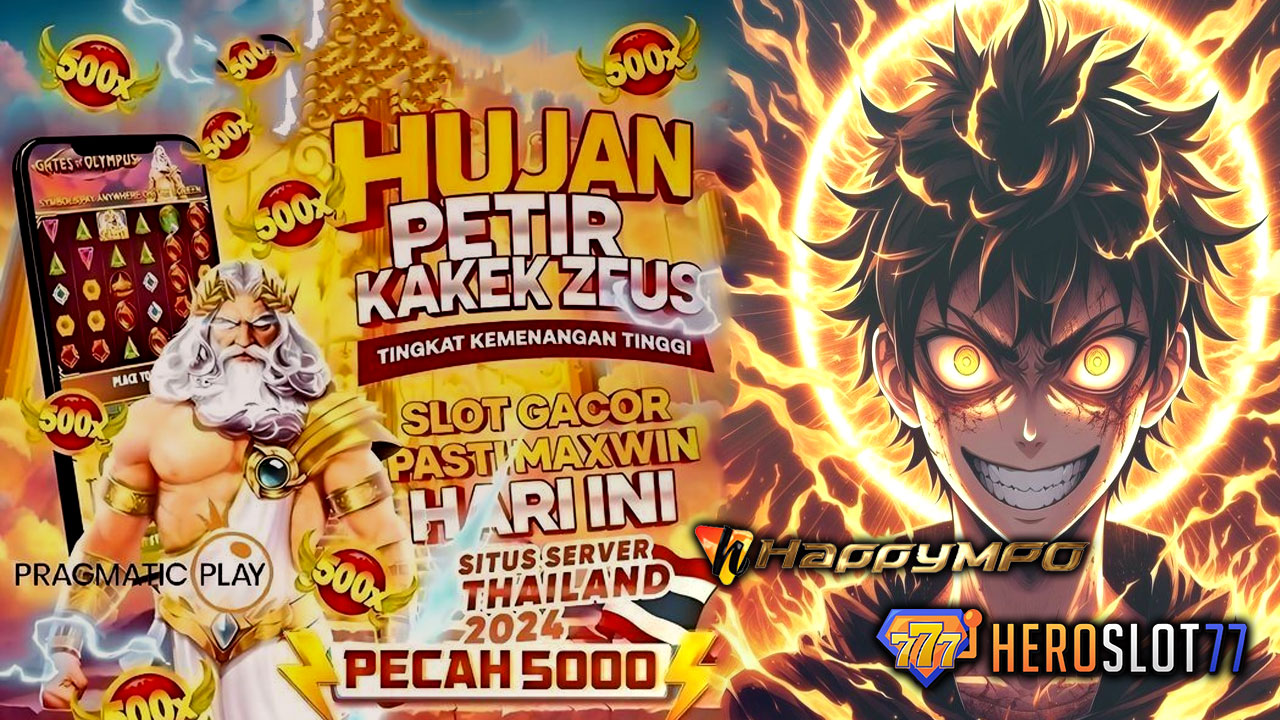 500x
500x
500x
500x
500x
GATES OF OLYMPUS
HUJAN
PETIR
KAKEK ZEUS
TINGKAT KEMENANGAN TINGGI
500x
SLOT GACOR
PASTI MAXWIN
HARI INI
SITUS SERVER
THAILAND
2024
PRAGMATIC PLAY
500x
PECAH 5000
500x
HappyMPO
777 HEROSLOT77